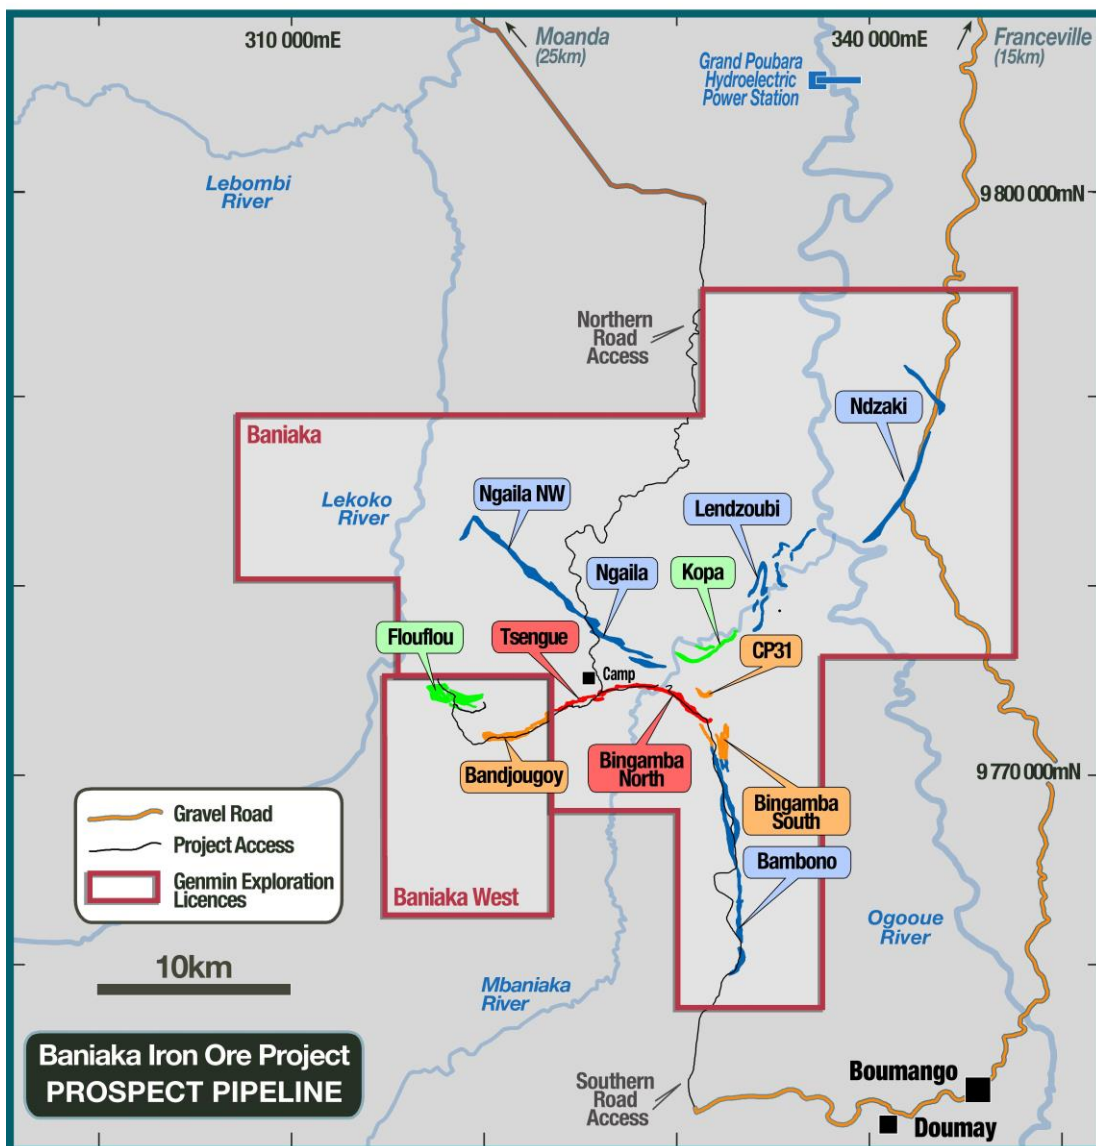 310 000mE
Moanda
(25km)
340 000mE
Franceville
(15km)
Grand Poubara
Hydroelectric
Power Station
Lebombi
River
9 800 000mN
Northern
Road
Access
Ndzaki
Baniaka
Lekoko
River
Ngaila NW
Lendzoubi
Ngaila
Kopa
Flouflou
Tsengue
CP31
Camp
Bandjougoy
Bingamba
North
9 770 000mN
Bingamba
South
Gravel Road
Project Access
Genmin Exploration
Licences
Bambono
Baniaka West
Ogooue
River
10km
Mbaniaka
River
Baniaka Iron Ore Project
PROSPECT PIPELINE
Southern
Road
Access
Boumango
Doumay